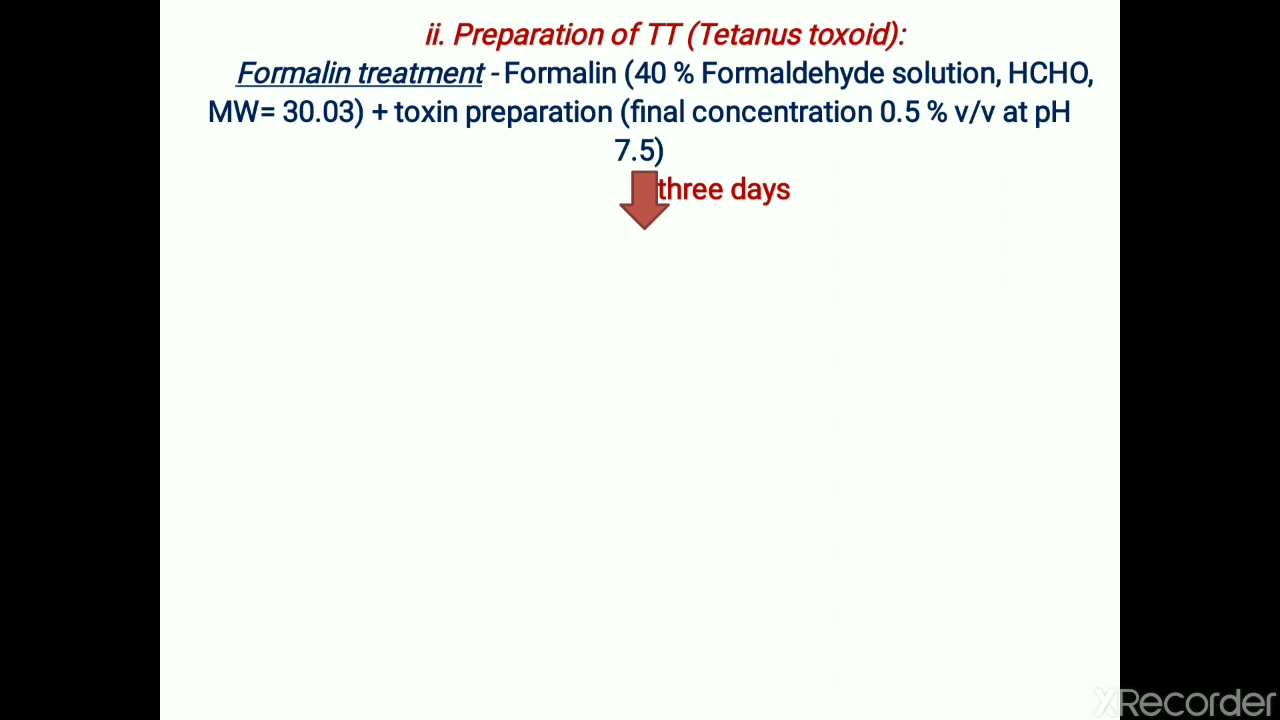 ii. Preparation of TT (Tetanus toxoid):
Formalin treatment - Formalin (40 % Formaldehyde solution, HCHO,
MW= 30.03) + toxin preparation (final concentration 0.5 % v/v at pH
7.5)
three days
XRecorder